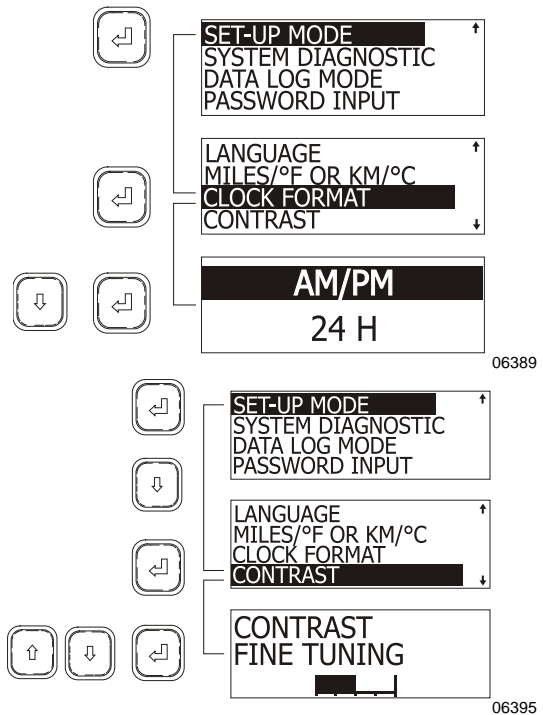 SET-UP MODE
SYSTEM DIAGNOSTIC
DATA LOG MODE
PASSWORD INPUT
LANGUAGE
MILES/°F OR KM/°C
CLOCK FORMAT
CONTRAST
AM/PM
24 H
06389
SET-UP MODE
SYSTEM DIAGNOSTIC
DATA LOG MODE
PASSWORD INPUT
LANGUAGE
MILES/°F OR KM/°C
CLOCK FORMAT
CONTRAST
CONTRAST
FINE TUNING
06395